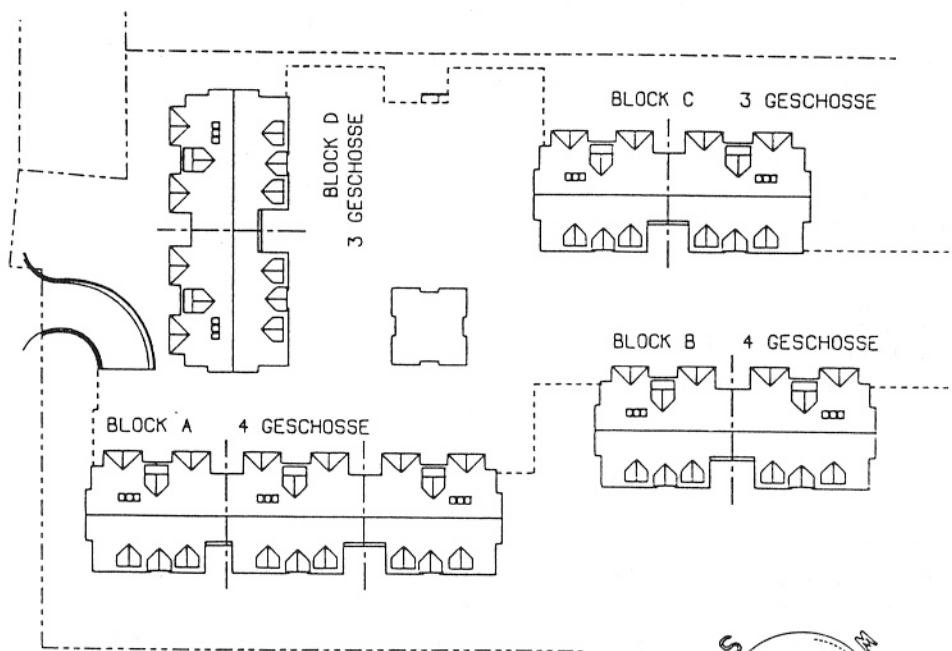 BLOCK C 3 GESCHOSSE
BLOCK D
3 GESCHOSSE
BLOCK B 4 GESCHOSSE
BLOCK A 4 GESCHOSSE
S W